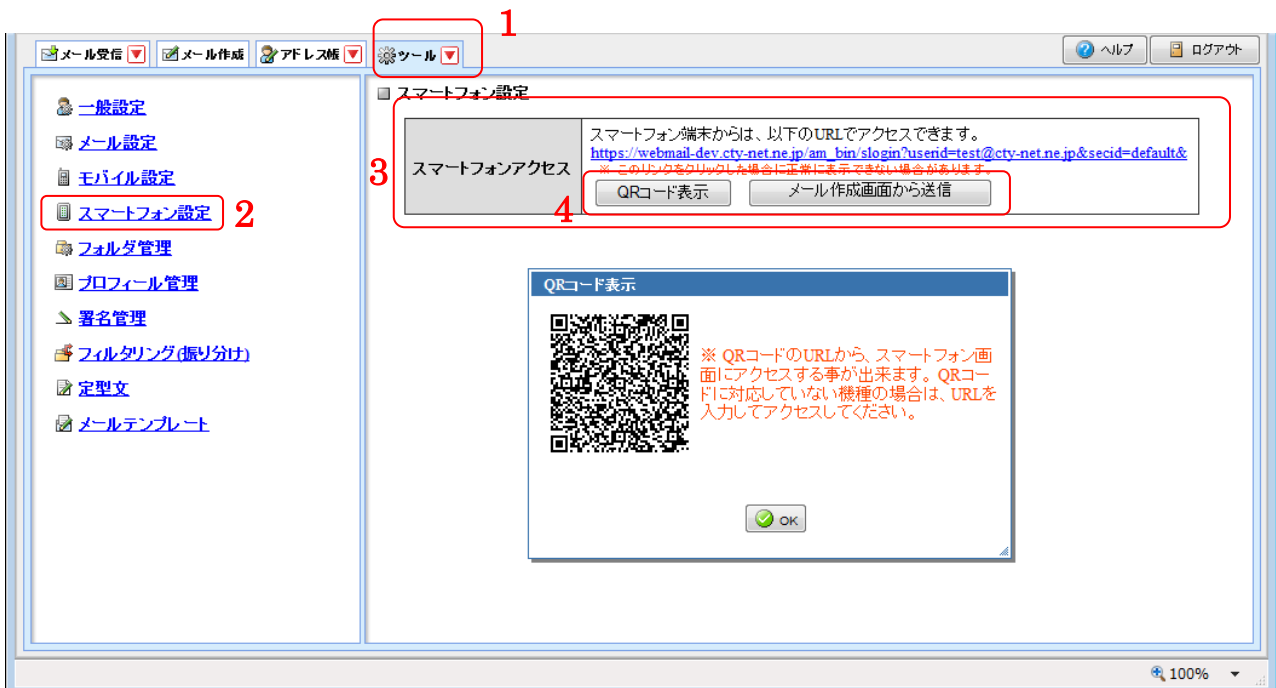 1
メール受信 メール作成 アドレス帳 ツール ヘルプ ログアウト
一般設定
メール設定
モバイル設定
スマートフォン設定 2
フォルダ管理
プロフィール管理
署名管理
フィルタリング(振り分け)
定型文
メールテンプレート
スマートフォン設定
3
スマートフォンアクセス
スマートフォン端末からは、以下のURLでアクセスできます。
https://webmail-dev.cty-net.ne.jp/am_bin/slogin?userid=test@cty-net.ne.jp&secid=default&
※ このリンクをクリックした場合に正常に表示できない場合があります。
4
QRコード表示 メール作成画面から送信
QRコード表示
※ QRコードのURLから、スマートフォン画
面にアクセスする事が出来ます。QRコー
ドに対応していない機種の場合は、URLを
入力してアクセスしてください。
OK
100%